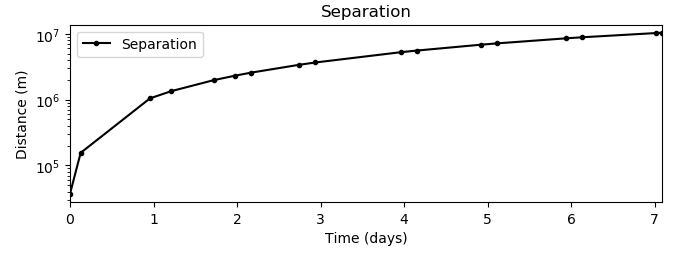 Separation
10⁷
Separation
10⁶
10⁵
Distance (m)
0 1 2 3 4 5 6 7
Time (days)